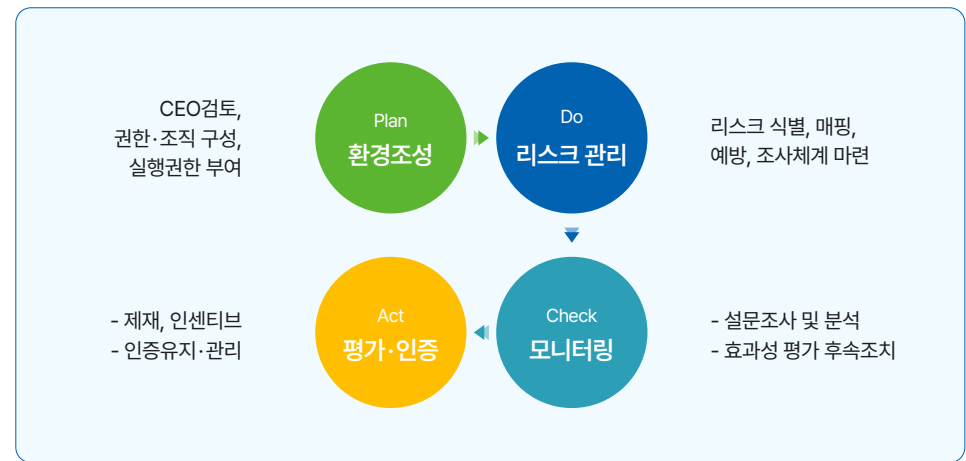 CEO검토,
권한·조직 구성,
실행권한 부여
Plan
환경조성
Do
리스크 관리
리스크 식별, 매핑,
예방, 조사체계 마련
- 제재, 인센티브
- 인증유지·관리
Act
평가·인증
Check
모니터링
- 설문조사 및 분석
- 효과성 평가 후속조치